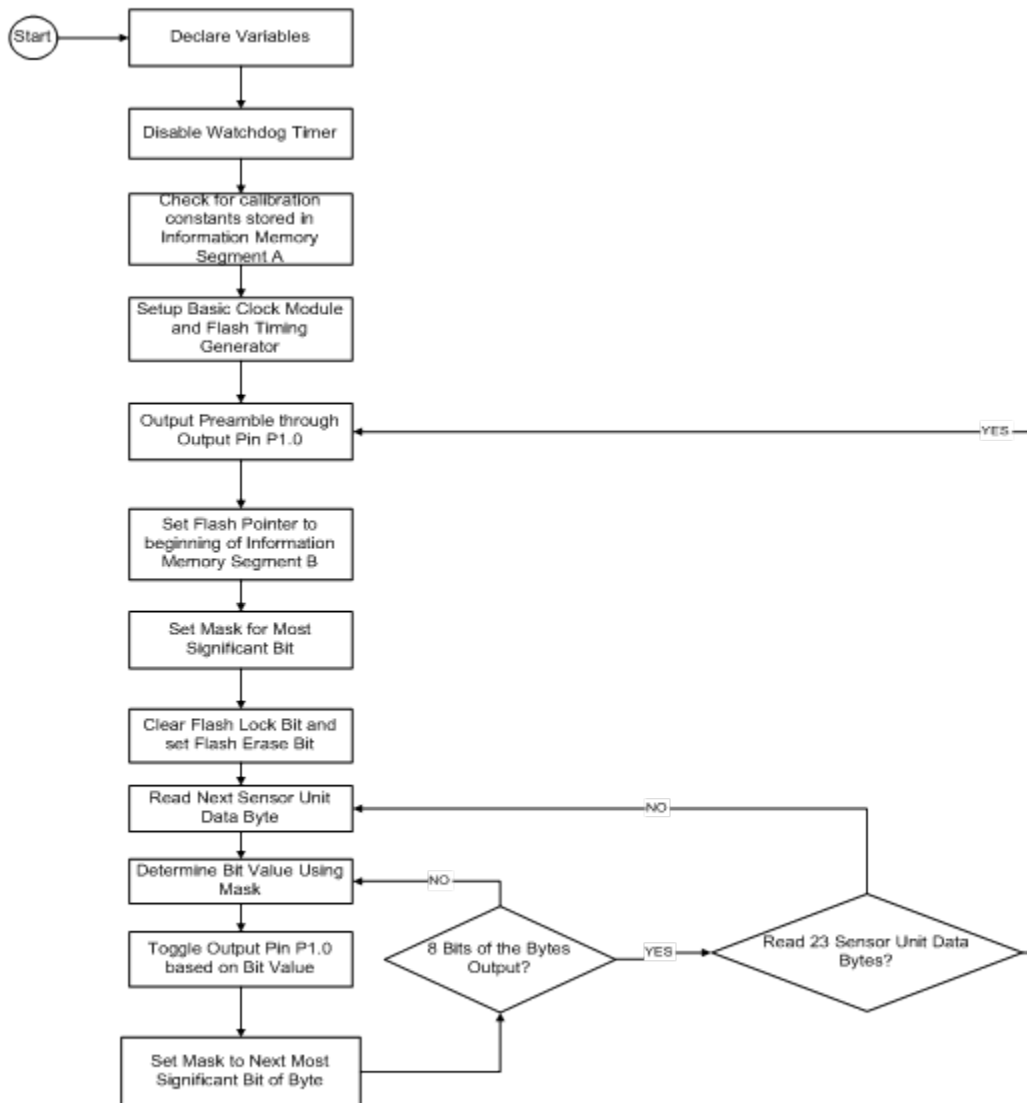 Start
Declare Variables
Disable Watchdog Timer
Check for calibration
constants stored in
Information Memory
Segment A
Setup Basic Clock Module
and Flash Timing
Generator
Output Preamble through
Output Pin P1.0
YES
Set Flash Pointer to
beginning of Information
Memory Segment B
Set Mask for Most
Significant Bit
Clear Flash Lock Bit and
set Flash Erase Bit
Read Next Sensor Unit
Data Byte
NO
Determine Bit Value Using
Mask
NO
Toggle Output Pin P1.0
based on Bit Value
8 Bits of the Bytes
Output?
YES
Read 23 Sensor Unit Data
Bytes?
Set Mask to Next Most
Significant Bit of Byte